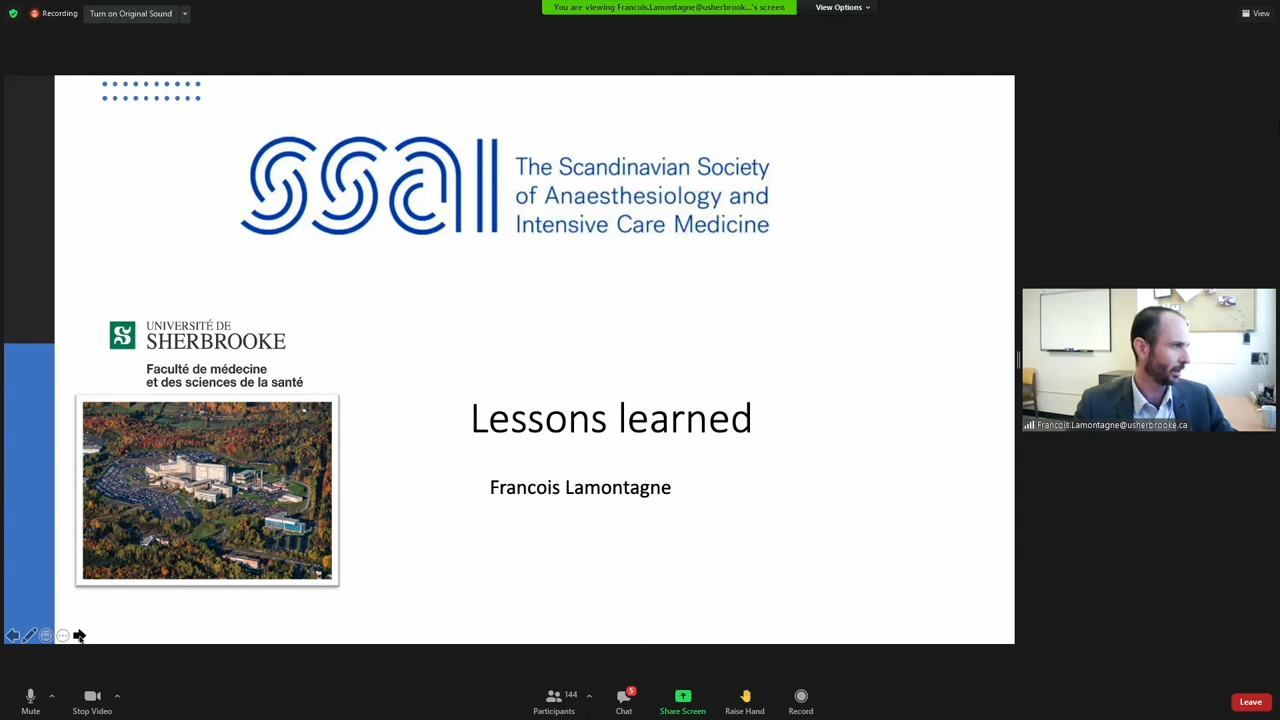 Recording
Turn on Original Sound
You are viewing Francois.Lamontagne@usherbrook...'s screen
View Options
View
ssai
The Scandinavian Society
of Anaesthesiology and
Intensive Care Medicine
UNIVERSITÉ DE
SHERBROOKE
Faculté de médecine
et des sciences de la santé
Lessons learned
Francois Lamontagne
Francois.Lamontagne@usherbrooke.ca
Mute
Stop Video
144
Participants
5
Chat
Share Screen
Raise Hand
Record
Leave